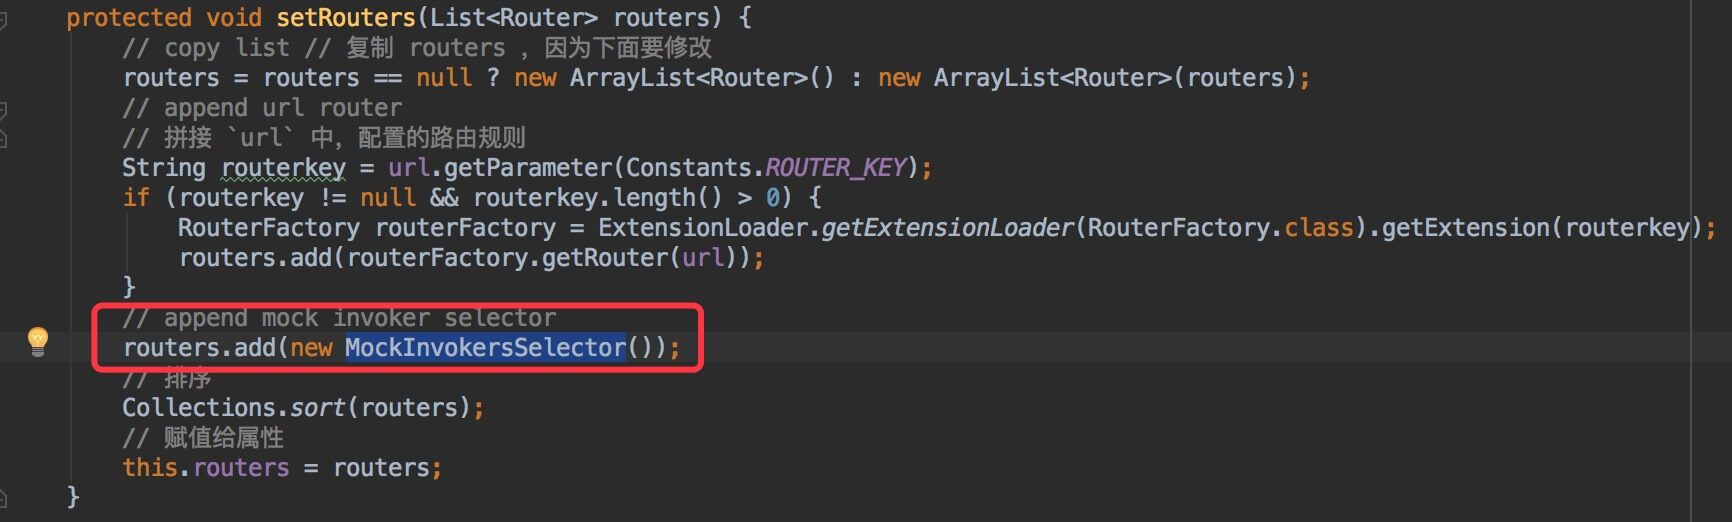 protected void setRouters(List<Router> routers) {
// copy list // 复制 routers ，因为下面要修改
routers = routers == null ? new ArrayList<Router>() : new ArrayList<Router>(routers);
// append url router
// 拼接 `url` 中，配置的路由规则
String routerkey = url.getParameter(Constants.ROUTER_KEY);
if (routerkey != null && routerkey.length() > 0) {
RouterFactory routerFactory = ExtensionLoader.getExtensionLoader(RouterFactory.class).getExtension(routerkey);
routers.add(routerFactory.getRouter(url));
}
// append mock invoker selector
routers.add(new MockInvokersSelector());
// 排序
Collections.sort(routers);
// 赋值给属性
this.routers = routers;
}